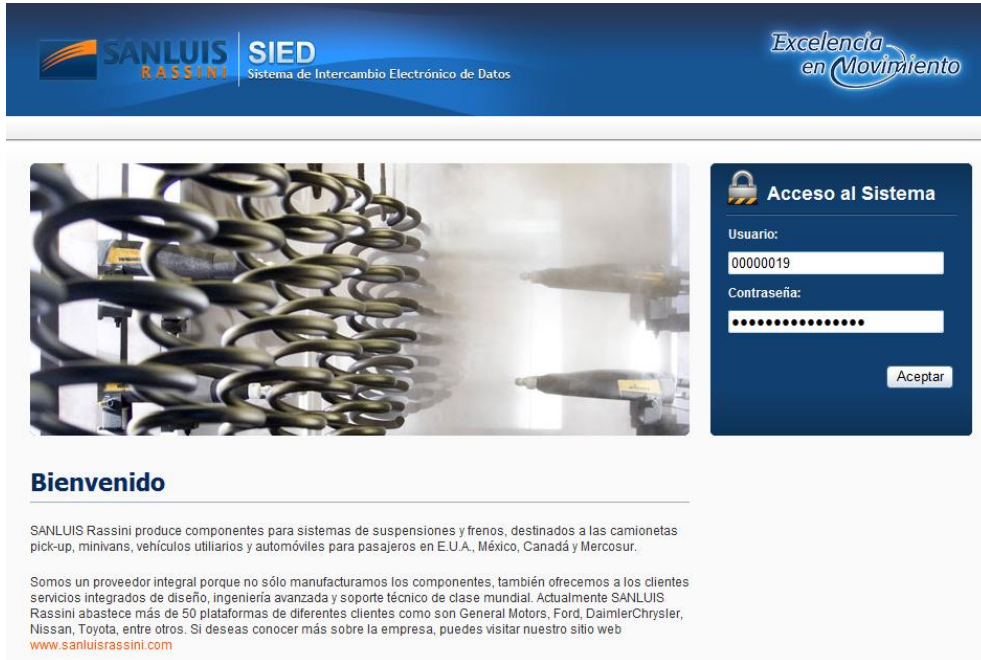 SANLUIS
RASSINI
SIED
Sistema de Intercambio Electrónico de Datos
Excelencia
en Movimiento
Acceso al Sistema
Usuario:
00000019
Contraseña:
••••••••••••••••
Aceptar
Bienvenido
SANLUIS Rassini produce componentes para sistemas de suspensiones y frenos, destinados a las camionetas
pick-up, minivans, vehículos utiliarios y automóviles para pasajeros en E.U.A., México, Canadá y Mercosur.
Somos un proveedor integral porque no sólo manufacturamos los componentes, también ofrecemos a los clientes
servicios integrados de diseño, ingeniería avanzada y soporte técnico de clase mundial. Actualmente SANLUIS
Rassini abastece más de 50 plataformas de diferentes clientes como son General Motors, Ford, DaimlerChrysler,
Nissan, Toyota, entre otros. Si deseas conocer más sobre la empresa, puedes visitar nuestro sitio web
www.sanluisrassini.com